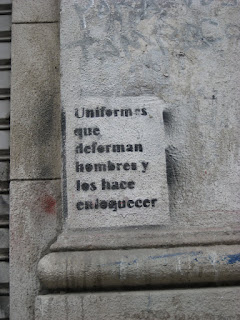 Uniformes
que
deforman
hombres y
los hace
enloquecer